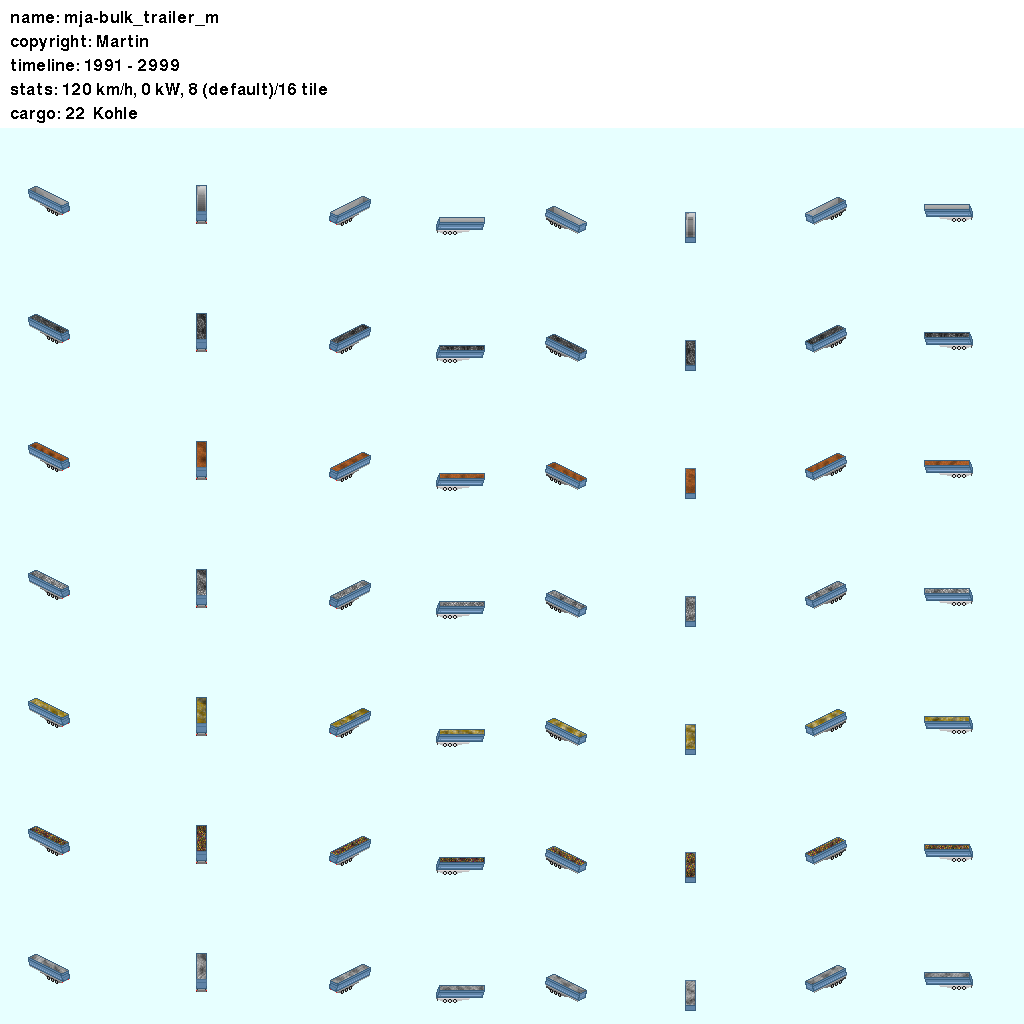 name: mja-bulk_trailer_m
copyright: Martin
timeline: 1991 - 2999
stats: 120 km/h, 0 kW, 8 (default)/16 tile
cargo: 22 Kohle